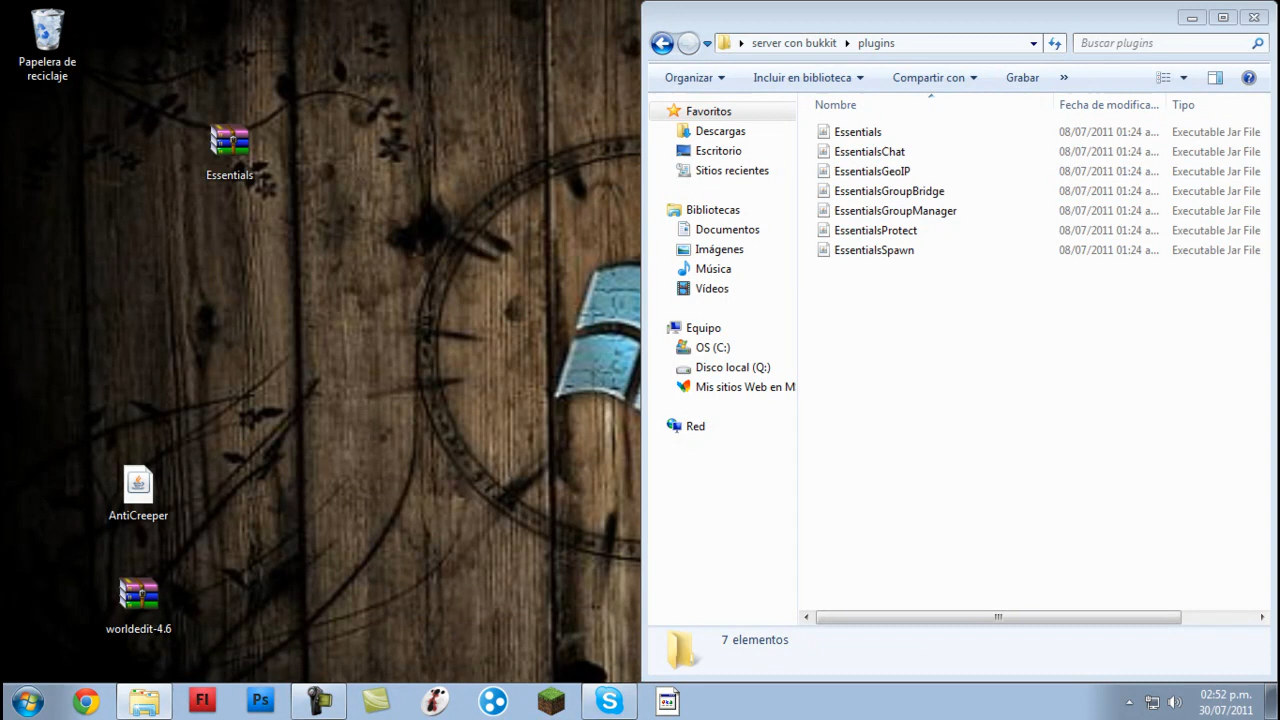 Papelera de
reciclaje
Essentials
AntiCreeper
worldedit-4.6
server con bukkit plugins
Buscar plugins
Organizar Incluir en biblioteca Compartir con Grabar »
Favoritos
Descargas
Escritorio
Sitios recientes
Bibliotecas
Documentos
Imágenes
Música
Vídeos
Equipo
OS (C:)
Disco local (Q:)
Mis sitios Web en M
Red
Nombre Fecha de modifica... Tipo
Essentials 08/07/2011 01:24 a... Executable Jar File
EssentialsChat 08/07/2011 01:24 a... Executable Jar File
EssentialsGeoIP 08/07/2011 01:24 a... Executable Jar File
EssentialsGroupBridge 08/07/2011 01:24 a... Executable Jar File
EssentialsGroupManager 08/07/2011 01:24 a... Executable Jar File
EssentialsProtect 08/07/2011 01:24 a... Executable Jar File
EssentialsSpawn 08/07/2011 01:24 a... Executable Jar File
7 elementos
Fl Ps
02:52 p.m.
30/07/2011